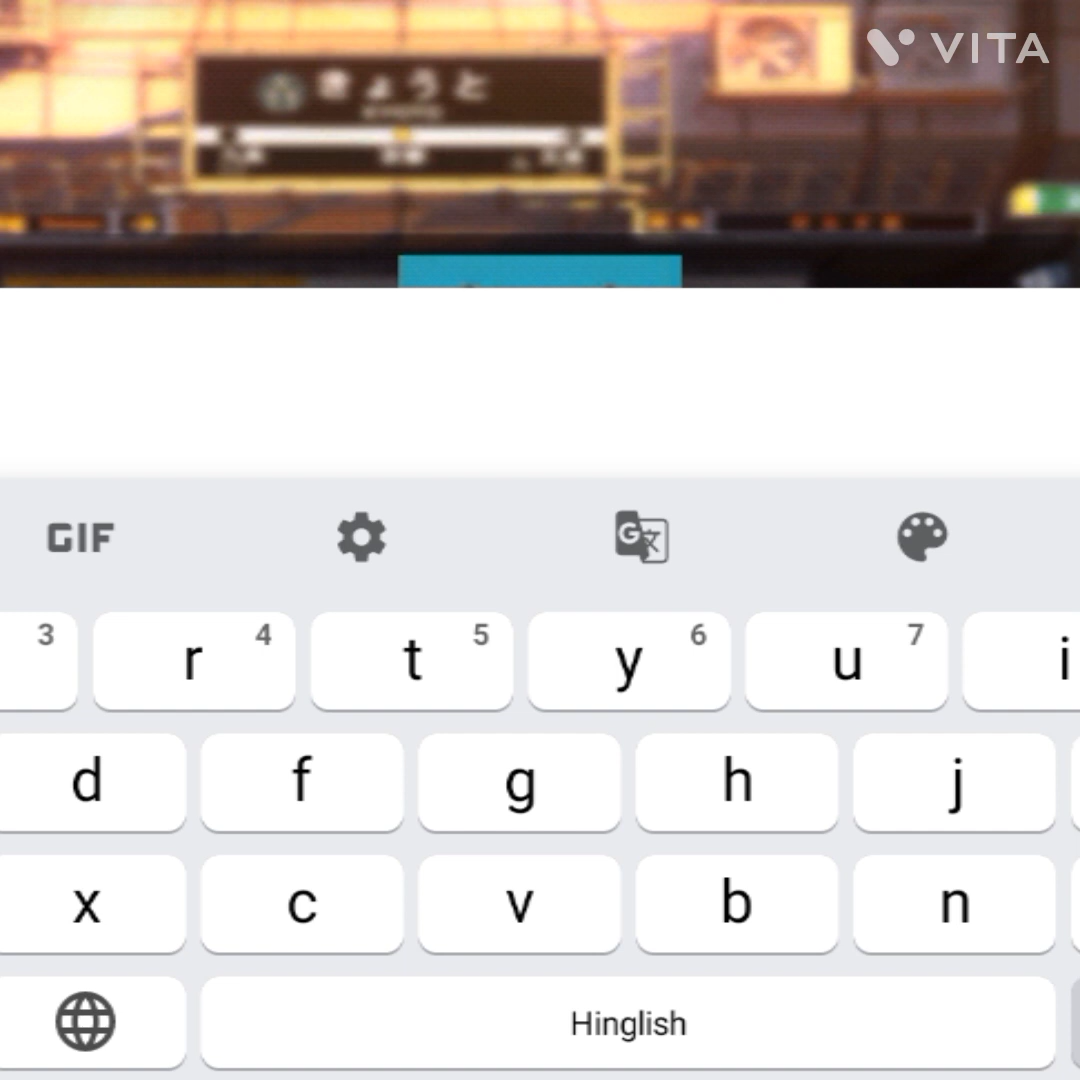 VITA
きょうと
GIF
3 4 5 6 7
r t y u i
d f g h j
x c v b n
Hinglish